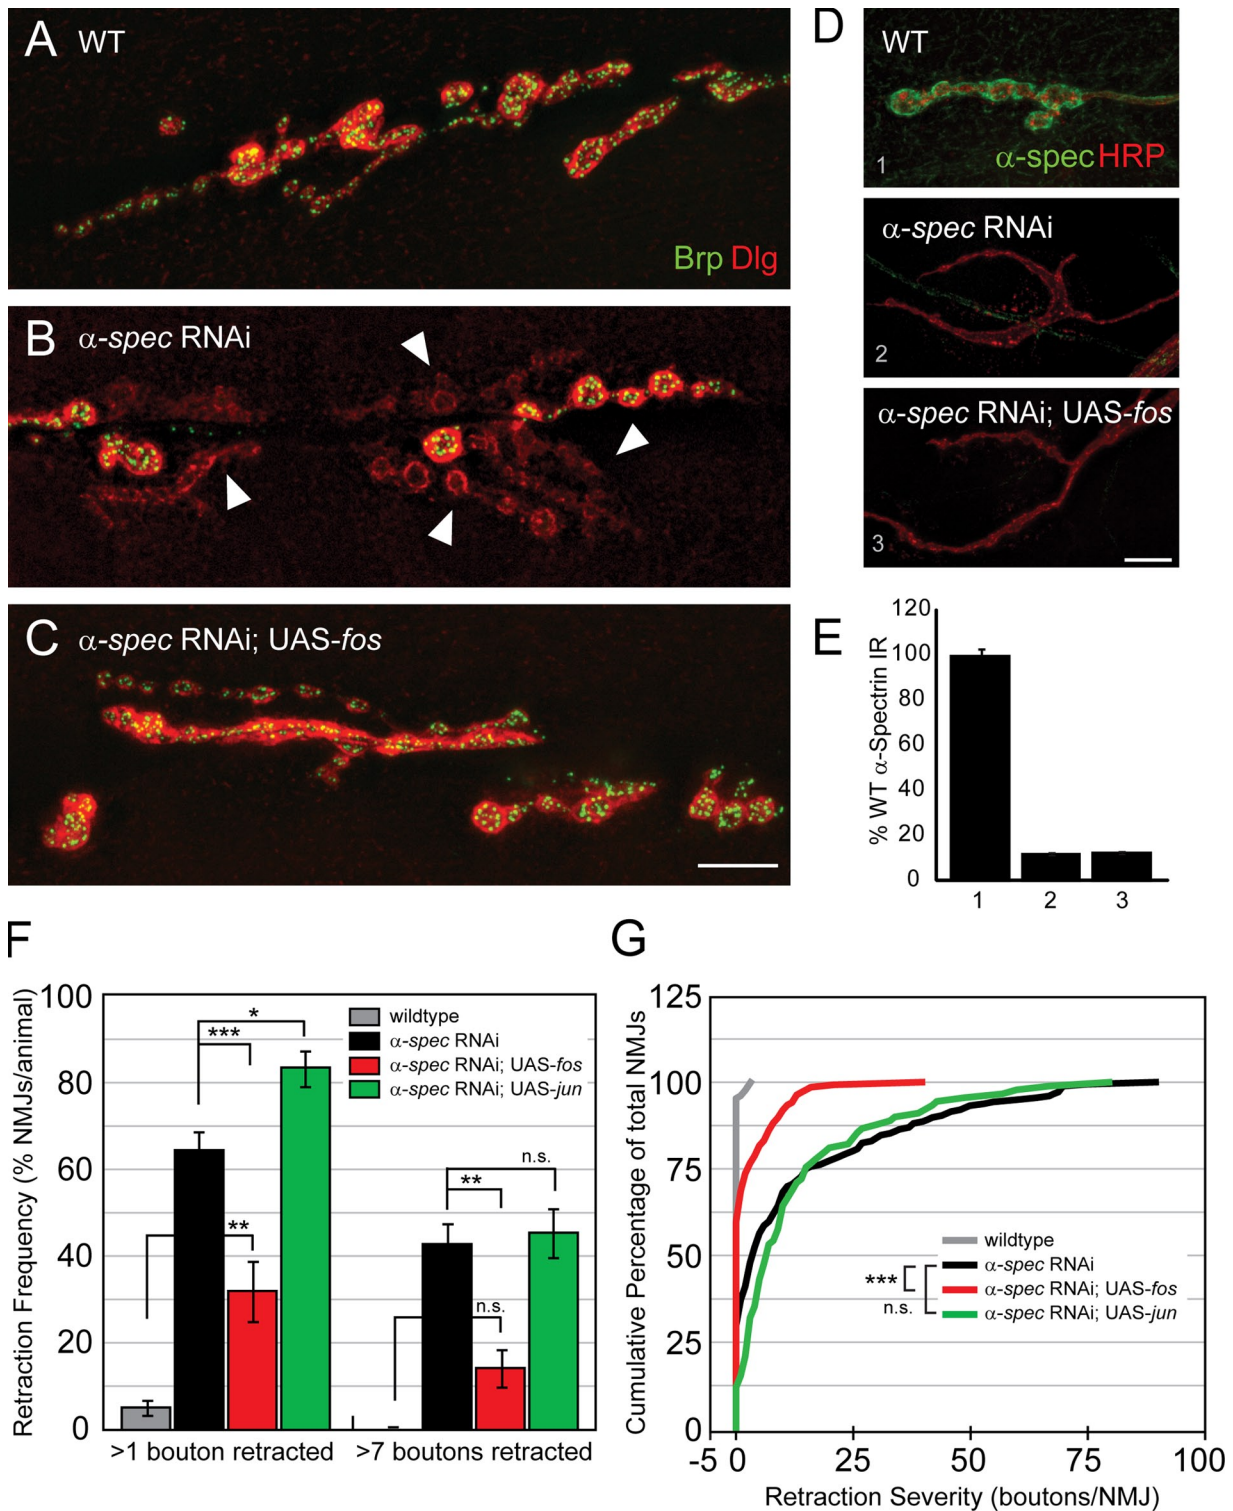 A WT
Brp Dlg
B α-spec RNAi
C α-spec RNAi; UAS-fos
D WT
α-spec HRP
1
α-spec RNAi
2
α-spec RNAi; UAS-fos
3
E
% WT α-Spectrin IR
120
100
80
60
40
20
0
1 2 3
F
Retraction Frequency (% NMJs/animal)
100
80
60
40
20
0
wildtype
α-spec RNAi
α-spec RNAi; UAS-fos
α-spec RNAi; UAS-jun
*
***
**
n.s.
**
n.s.
>1 bouton retracted >7 boutons retracted
G
Cumulative Percentage of total NMJs
125
100
75
50
25
0
wildtype
α-spec RNAi
α-spec RNAi; UAS-fos
α-spec RNAi; UAS-jun
***
n.s.
-5 0 25 50 75 100
Retraction Severity (boutons/NMJ)